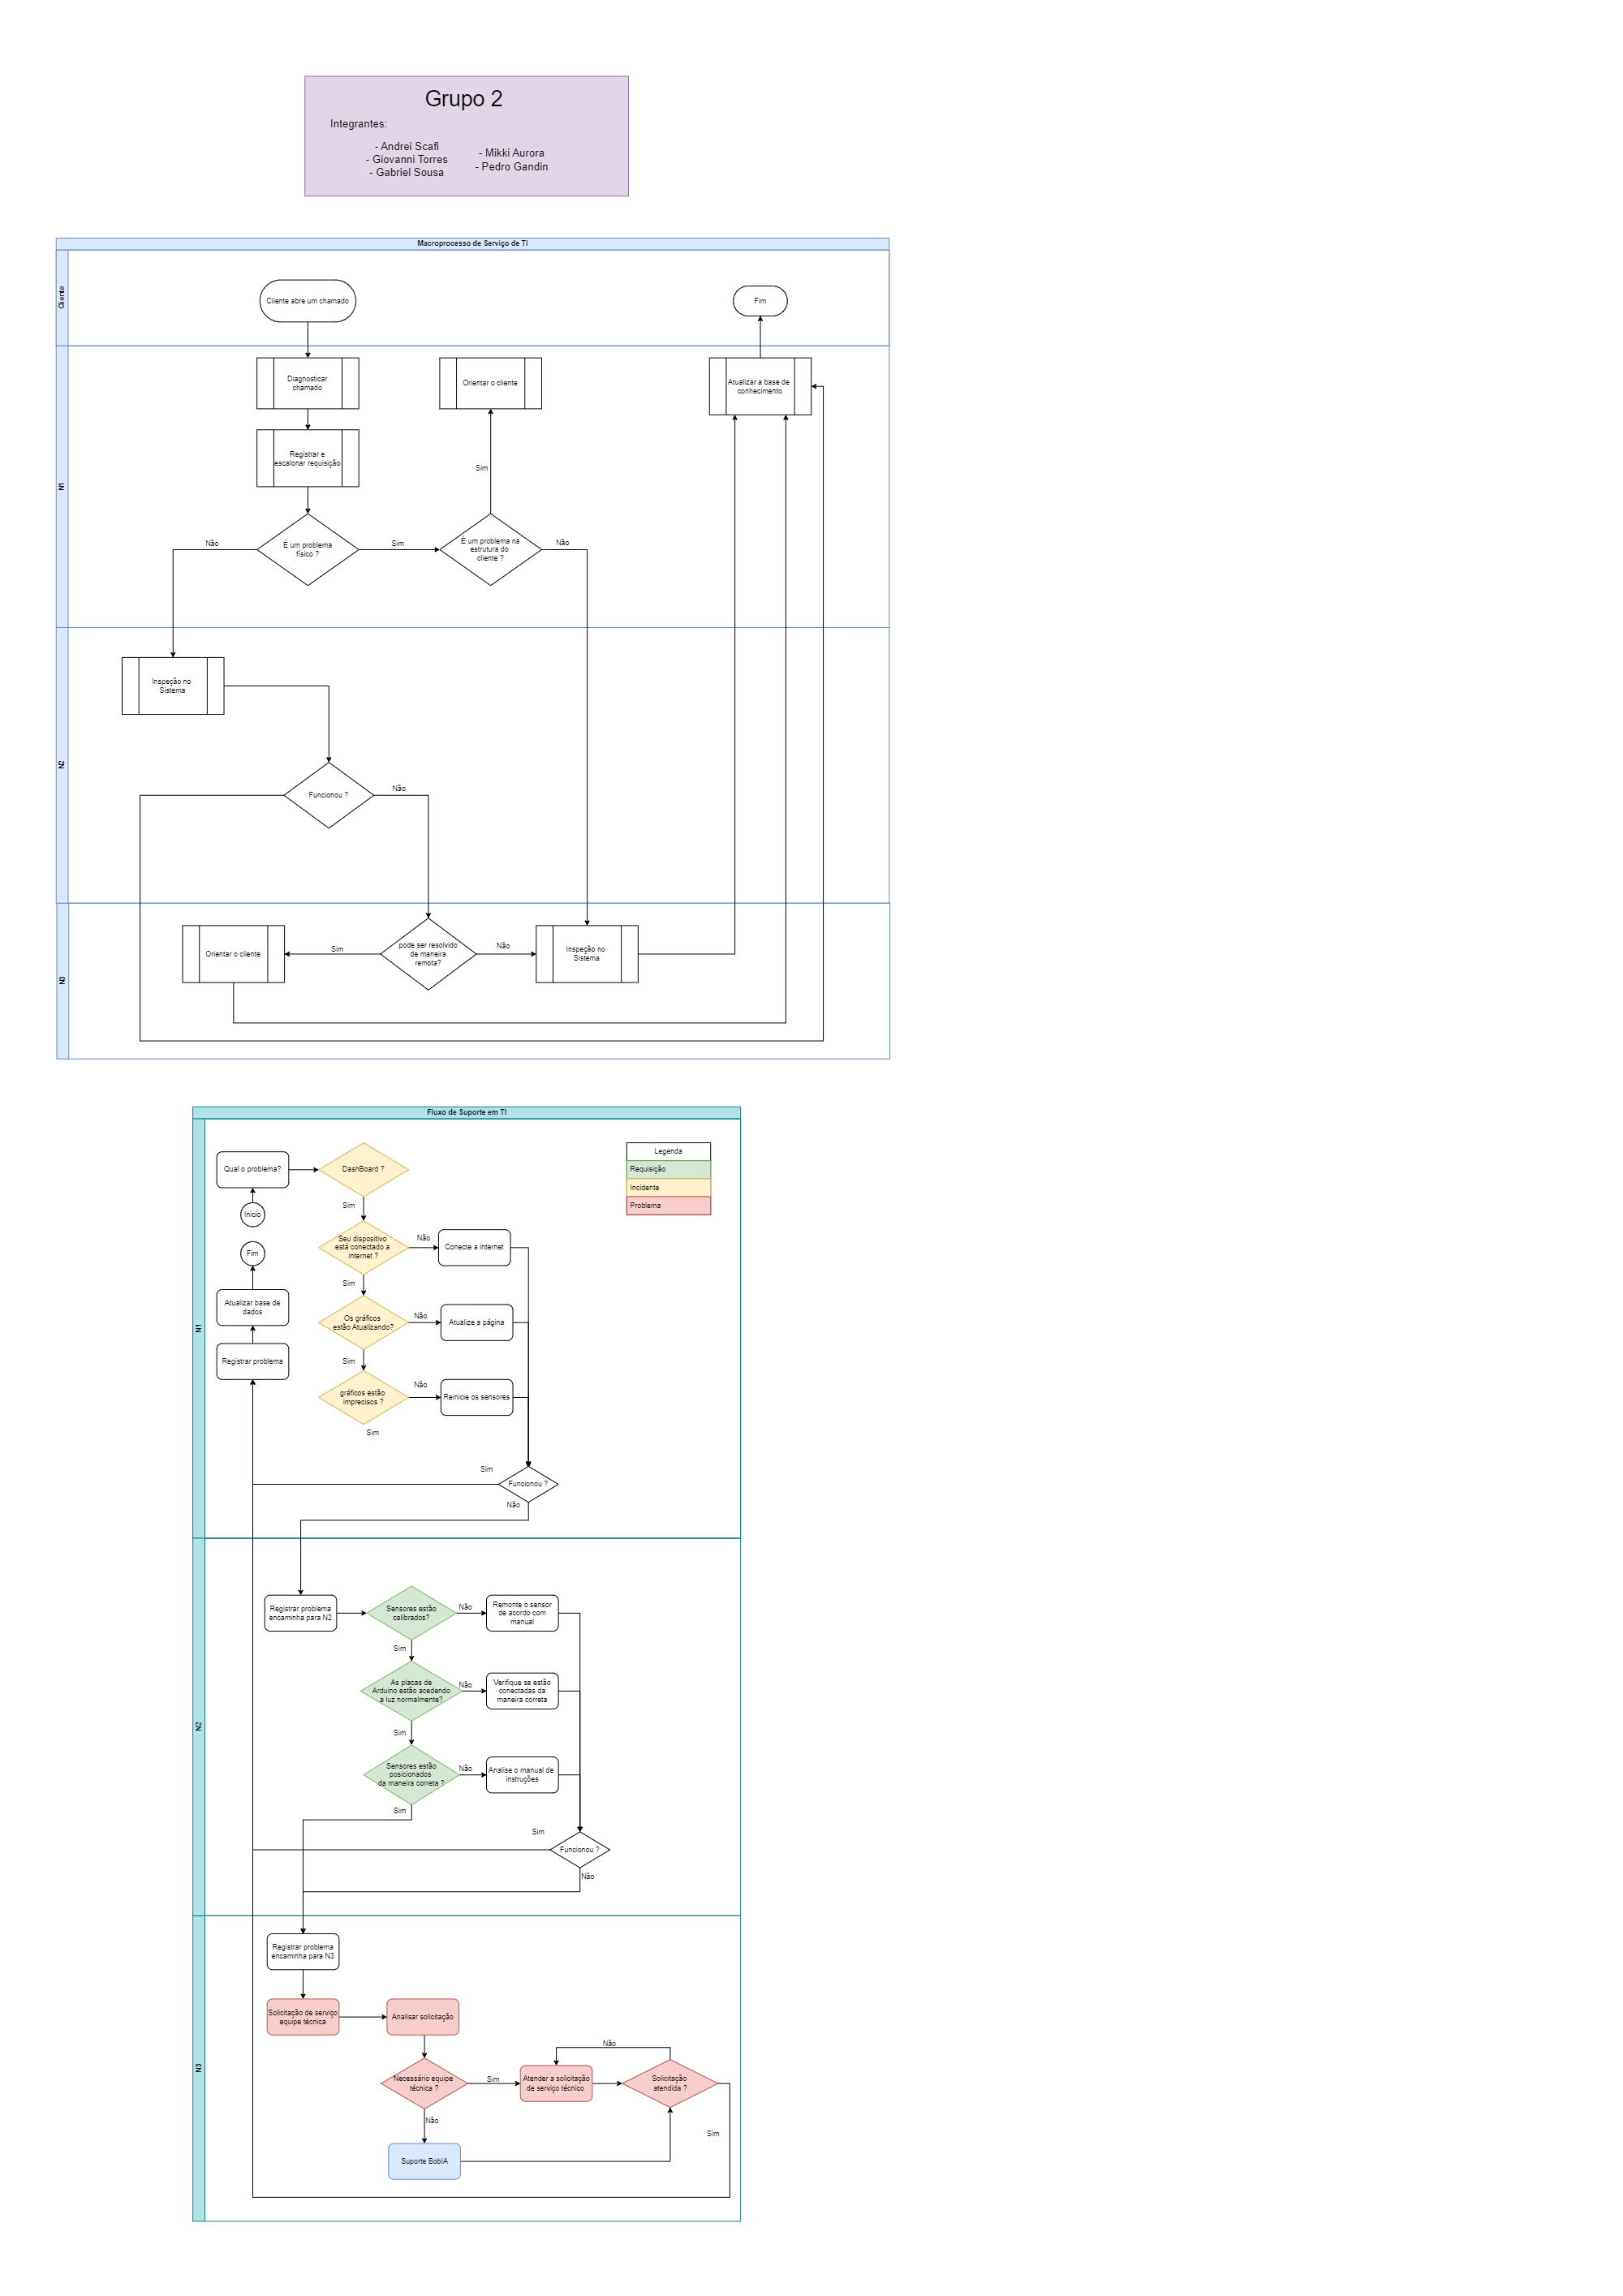 Grupo 2
Integrantes:
- Andrei Scafi
- Giovanni Torres
- Gabriel Sousa
- Mikki Aurora
- Pedro Gandin
Macroprocesso de Serviço de TI
Cliente
Cliente abre um chamado
Fim
N1
Diagnosticar
chamado
Orientar o cliente
Atualizar a base de
conhecimento
Registrar e
escalonar requisição
Sim
É um problema
físico ?
Não
Sim
É um problema na
estrutura do
cliente ?
Não
N2
Inspeção no
Sistema
Funcionou ?
Não
N3
Orientar o cliente
Sim
pode ser resolvido
de maneira
remota?
Não
Inspeção no
Sistema
Fluxo de Suporte em TI
N1
Qual o problema?
DashBoard ?
Legenda
Requisição
Incidente
Problema
Inicio
Sim
Fim
Seu dispositivo
está conectado a
internet ?
Não
Conecte a internet
Sim
Atualizar base de
dados
Os gráficos
estão Atualizando?
Não
Atualize a página
Registrar problema
Sim
gráficos estão
imprecisos ?
Não
Reinicie os sensores
Sim
Sim
Funcionou ?
Não
N2
Registrar problema
encaminha para N2
Sensores estão
calibrados?
Não
Remonte o sensor
de acordo com
manual
Sim
As placas de
Arduino estão acedendo
a luz normalmente?
Não
Verifique se estão
conectadas da
maneira correta
Sim
Sensores estão
posicionados
da maneira correta ?
Não
Analise o manual de
instruções
Sim
Sim
Funcionou ?
Não
N3
Registrar problema
encaminha para N3
Solicitação de serviço
equipe técnica
Analisar solicitação
Não
Necessário equipe
técnica ?
Sim
Atender a solicitação
de serviço técnico
Solicitação
atendida ?
Não
Sim
Suporte BobIA